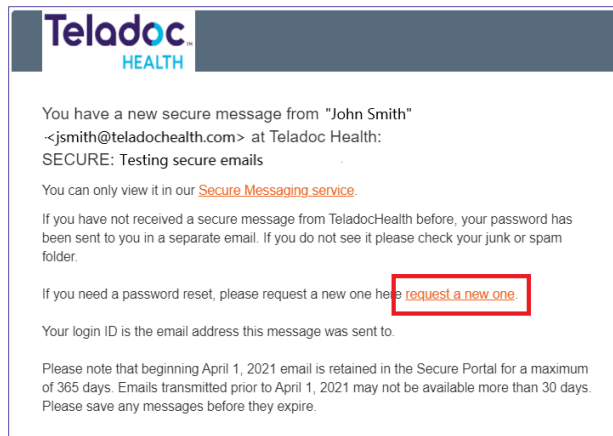 Teladoc™
HEALTH
You have a new secure message from "John Smith"
<jsmith@teladochealth.com> at Teladoc Health:
SECURE: Testing secure emails
You can only view it in our Secure Messaging service.
If you have not received a secure message from TeladocHealth before, your password has
been sent to you in a separate email. If you do not see it please check your junk or spam
folder.
If you need a password reset, please request a new one here request a new one.
Your login ID is the email address this message was sent to.
Please note that beginning April 1, 2021 email is retained in the Secure Portal for a maximum
of 365 days. Emails transmitted prior to April 1, 2021 may not be available more than 30 days.
Please save any messages before they expire.